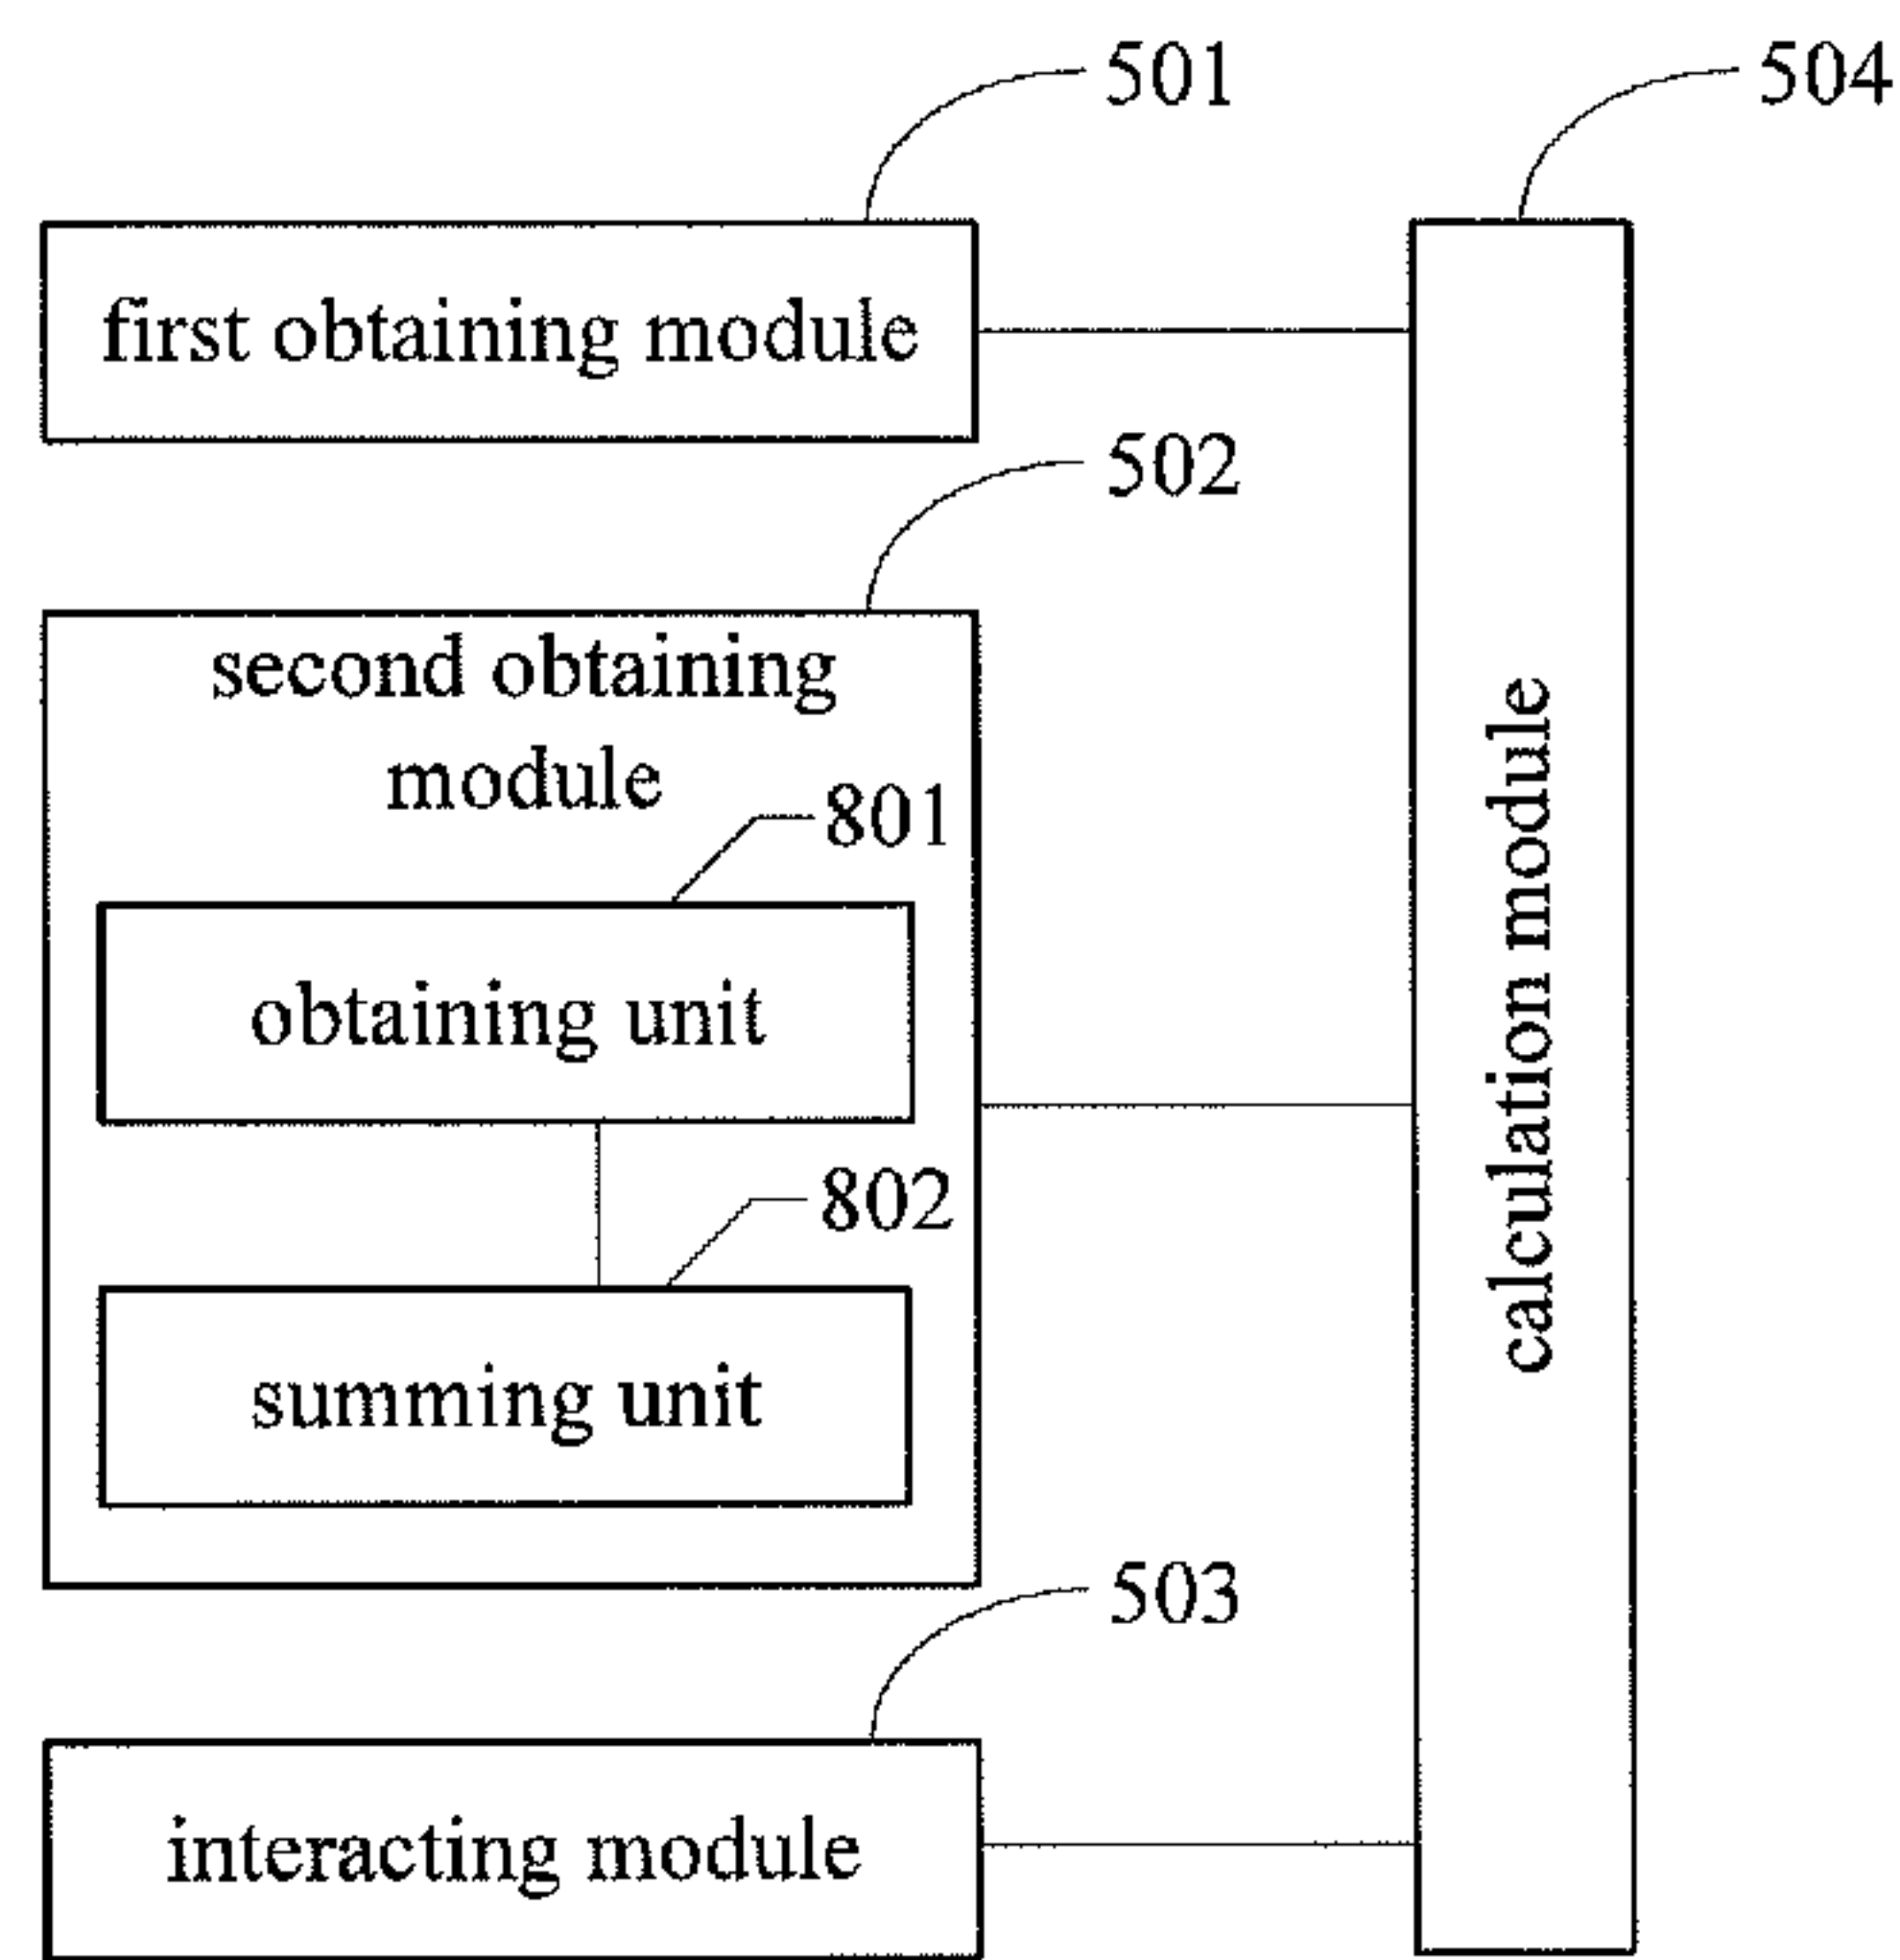 501
504
first obtaining module
502
second obtaining
module
801
obtaining unit
802
summing unit
503
interacting module
calculation module